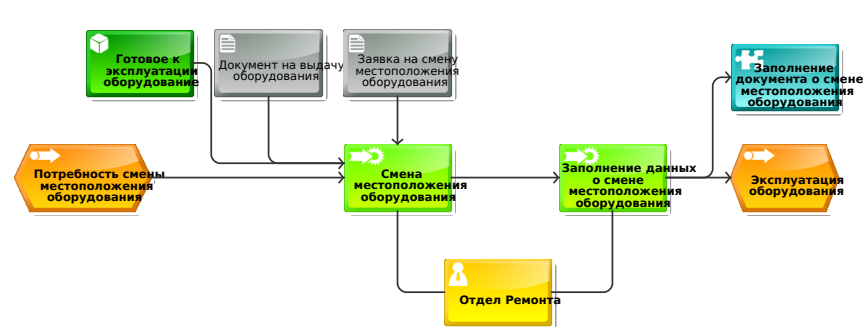 Готовое к
эксплуатации
оборудование
Документ на выдачу
оборудования
Заявка на смену
местоположения
оборудования
Заполнение
документа о смене
местоположения
оборудования
Потребность смены
местоположения
оборудования
Смена
местоположения
оборудования
Заполнение данных
о смене
местоположения
оборудования
Эксплуатация
оборудования
Отдел Ремонта